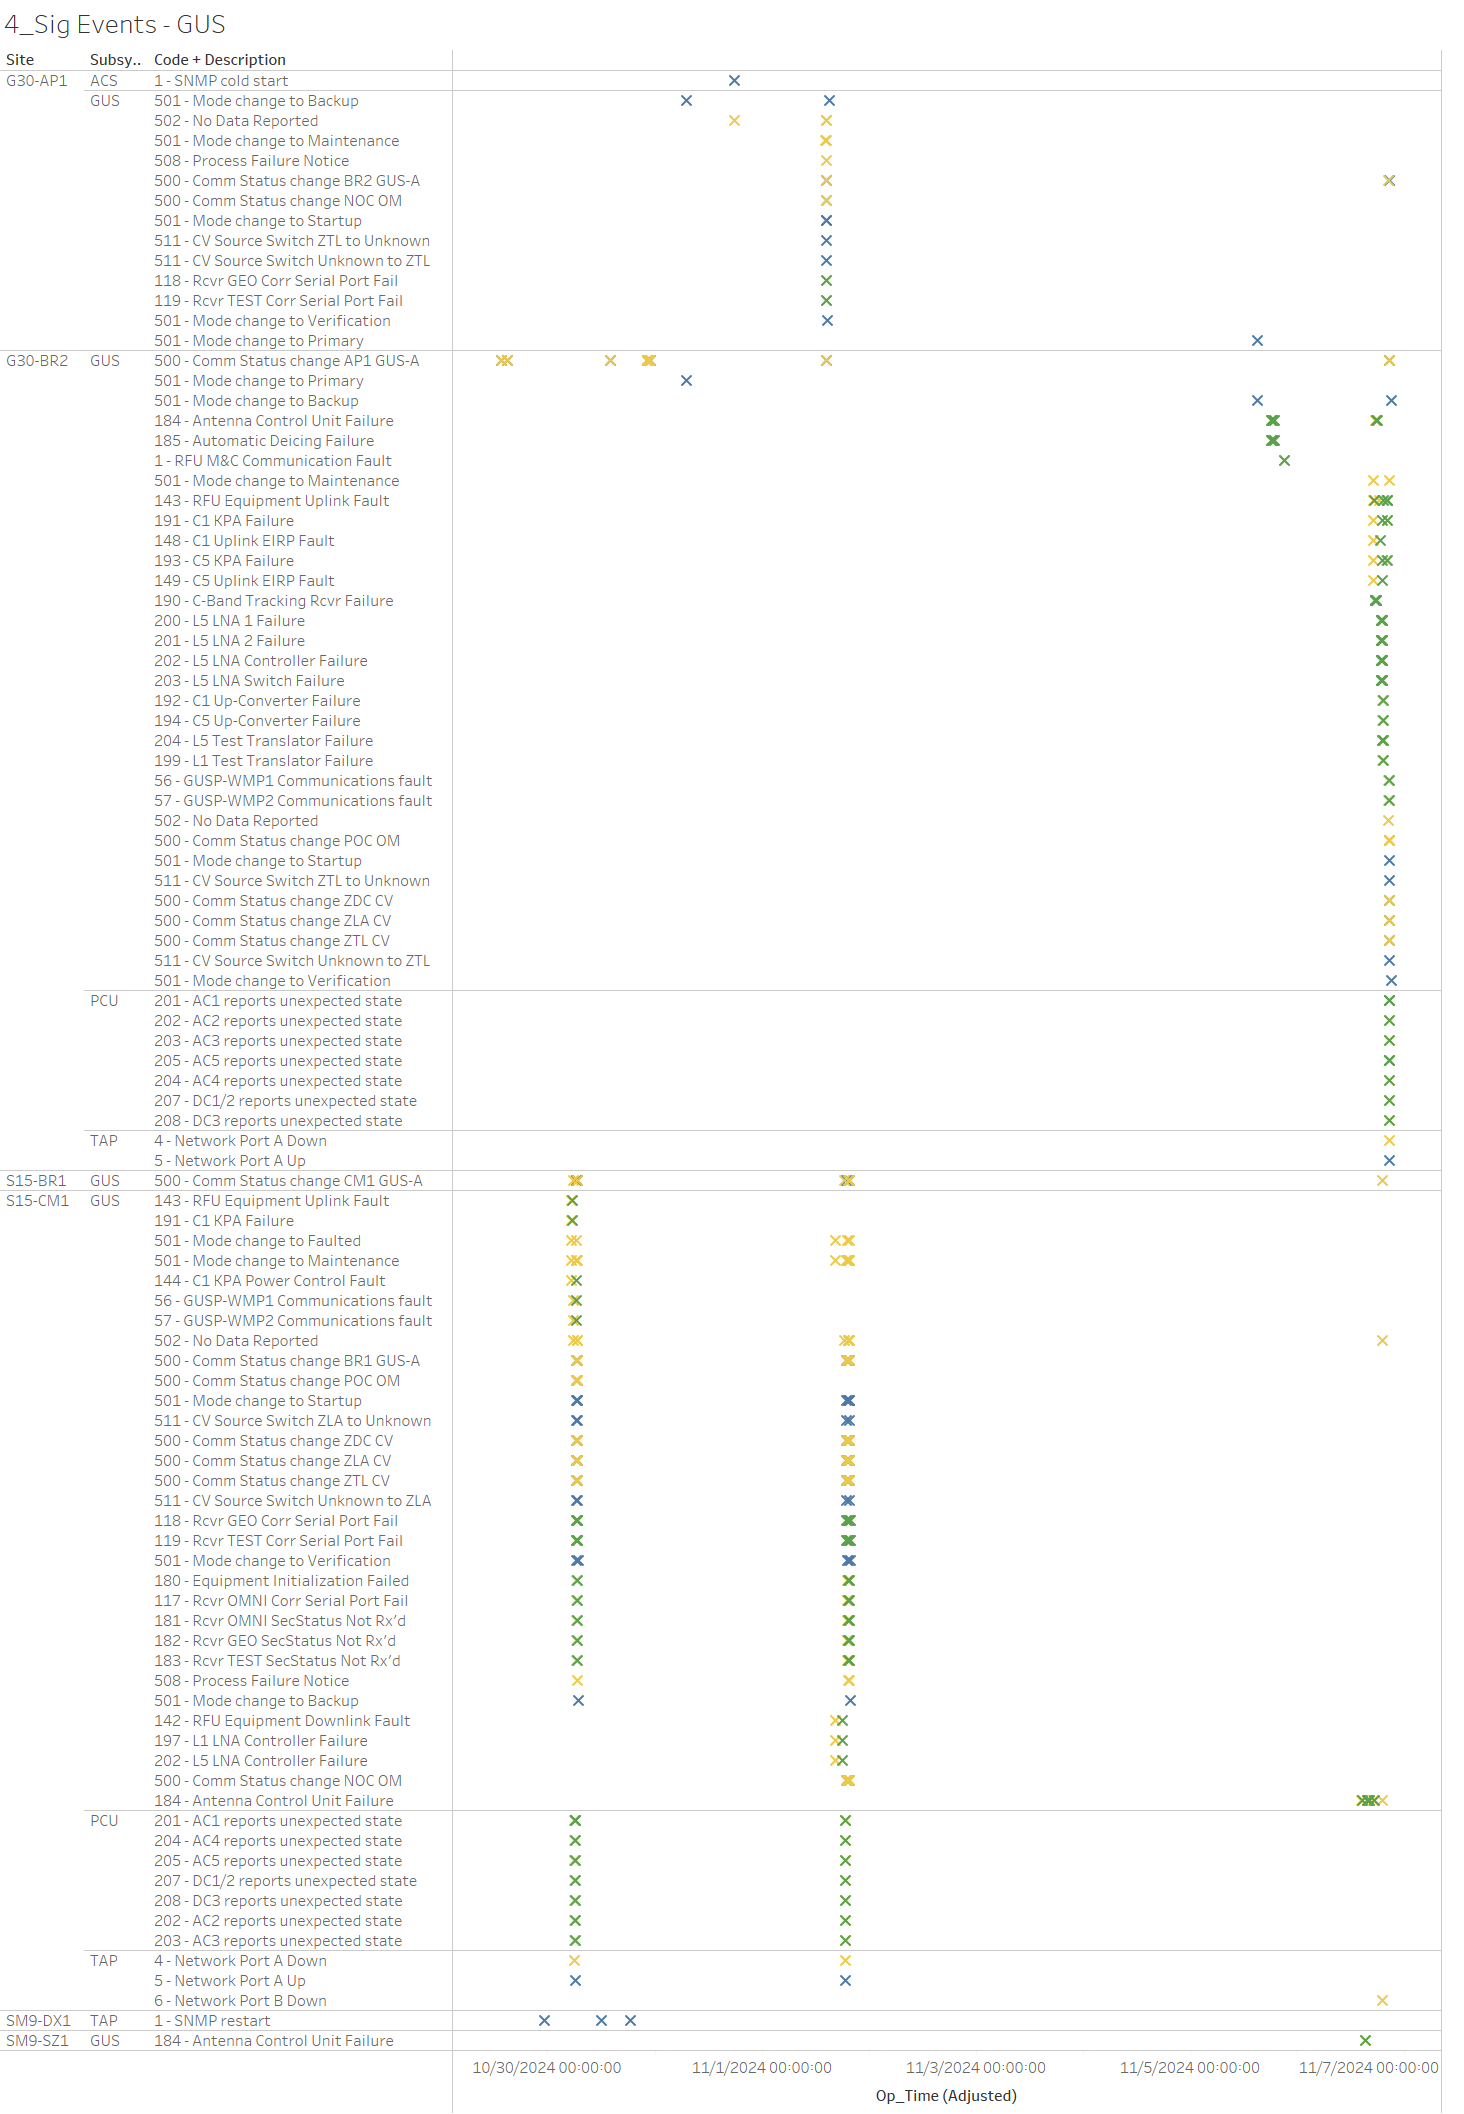 4_Sig Events - GUS
Site Subsy.. Code + Description
G30-AP1 ACS 1 - SNMP cold start
GUS 501 - Mode change to Backup
502 - No Data Reported
501 - Mode change to Maintenance
508 - Process Failure Notice
500 - Comm Status change BR2 GUS-A
500 - Comm Status change NOC OM
501 - Mode change to Startup
511 - CV Source Switch ZTL to Unknown
511 - CV Source Switch Unknown to ZTL
118 - Rcvr GEO Corr Serial Port Fail
119 - Rcvr TEST Corr Serial Port Fail
501 - Mode change to Verification
501 - Mode change to Primary
G30-BR2 GUS 500 - Comm Status change AP1 GUS-A
501 - Mode change to Primary
501 - Mode change to Backup
184 - Antenna Control Unit Failure
185 - Automatic Deicing Failure
1 - RFU M&C Communication Fault
501 - Mode change to Maintenance
143 - RFU Equipment Uplink Fault
191 - C1 KPA Failure
148 - C1 Uplink EIRP Fault
193 - C5 KPA Failure
149 - C5 Uplink EIRP Fault
190 - C-Band Tracking Rcvr Failure
200 - L5 LNA 1 Failure
201 - L5 LNA 2 Failure
202 - L5 LNA Controller Failure
203 - L5 LNA Switch Failure
192 - C1 Up-Converter Failure
194 - C5 Up-Converter Failure
204 - L5 Test Translator Failure
199 - L1 Test Translator Failure
56 - GUSP-WMP1 Communications fault
57 - GUSP-WMP2 Communications fault
502 - No Data Reported
500 - Comm Status change POC OM
501 - Mode change to Startup
511 - CV Source Switch ZTL to Unknown
500 - Comm Status change ZDC CV
500 - Comm Status change ZLA CV
500 - Comm Status change ZTL CV
511 - CV Source Switch Unknown to ZTL
501 - Mode change to Verification
PCU 201 - AC1 reports unexpected state
202 - AC2 reports unexpected state
203 - AC3 reports unexpected state
205 - AC5 reports unexpected state
204 - AC4 reports unexpected state
207 - DC1/2 reports unexpected state
208 - DC3 reports unexpected state
TAP 4 - Network Port A Down
5 - Network Port A Up
S15-BR1 GUS 500 - Comm Status change CM1 GUS-A
S15-CM1 GUS 143 - RFU Equipment Uplink Fault
191 - C1 KPA Failure
501 - Mode change to Faulted
501 - Mode change to Maintenance
144 - C1 KPA Power Control Fault
56 - GUSP-WMP1 Communications fault
57 - GUSP-WMP2 Communications fault
502 - No Data Reported
500 - Comm Status change BR1 GUS-A
500 - Comm Status change POC OM
501 - Mode change to Startup
511 - CV Source Switch ZLA to Unknown
500 - Comm Status change ZDC CV
500 - Comm Status change ZLA CV
500 - Comm Status change ZTL CV
511 - CV Source Switch Unknown to ZLA
118 - Rcvr GEO Corr Serial Port Fail
119 - Rcvr TEST Corr Serial Port Fail
501 - Mode change to Verification
180 - Equipment Initialization Failed
117 - Rcvr OMNI Corr Serial Port Fail
181 - Rcvr OMNI SecStatus Not Rx'd
182 - Rcvr GEO SecStatus Not Rx'd
183 - Rcvr TEST SecStatus Not Rx'd
508 - Process Failure Notice
501 - Mode change to Backup
142 - RFU Equipment Downlink Fault
197 - L1 LNA Controller Failure
202 - L5 LNA Controller Failure
500 - Comm Status change NOC OM
184 - Antenna Control Unit Failure
PCU 201 - AC1 reports unexpected state
204 - AC4 reports unexpected state
205 - AC5 reports unexpected state
207 - DC1/2 reports unexpected state
208 - DC3 reports unexpected state
202 - AC2 reports unexpected state
203 - AC3 reports unexpected state
TAP 4 - Network Port A Down
5 - Network Port A Up
6 - Network Port B Down
SM9-DX1 TAP 1 - SNMP restart
SM9-SZ1 GUS 184 - Antenna Control Unit Failure
10/30/2024 00:00:00 11/1/2024 00:00:00 11/3/2024 00:00:00 11/5/2024 00:00:00 11/7/2024 00:00:00
Op_Time (Adjusted)